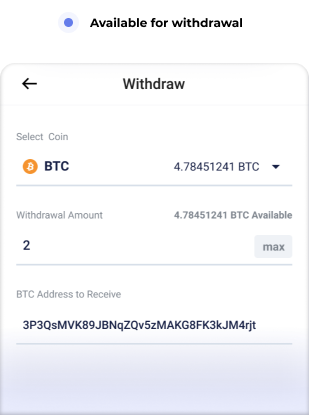 Available for withdrawal
Withdraw
Select Coin
BTC 4.78451241 BTC
Withdrawal Amount 4.78451241 BTC Available
2 max
BTC Address to Receive
3P3QsMVK89JBNqZQv5zMAKG8FK3kJM4rjt